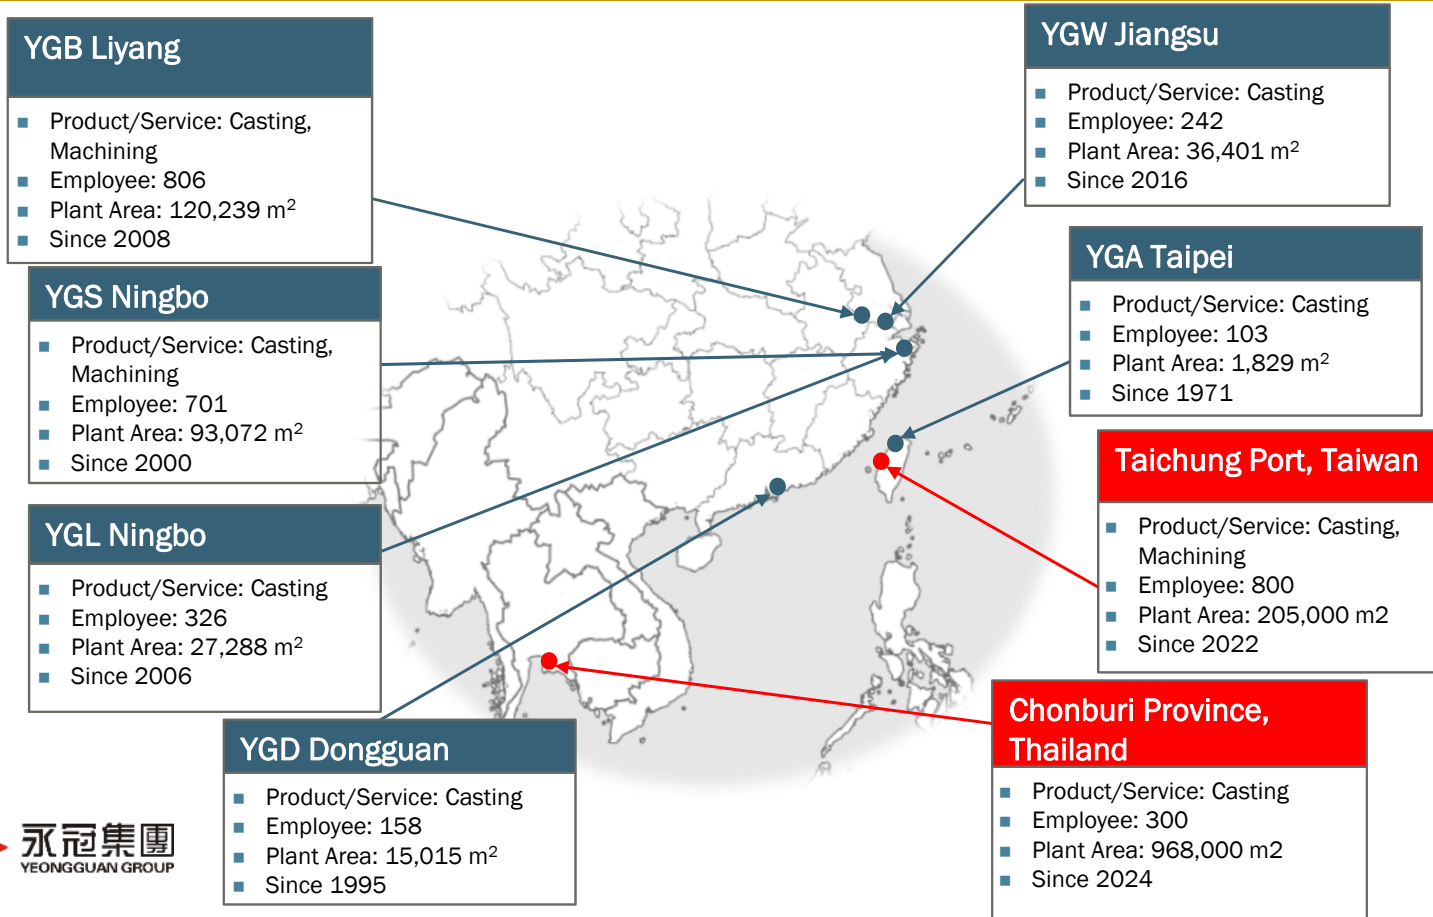 YGB Liyang
Product/Service: Casting,
Machining
Employee: 806
Plant Area: 120,239 m²
Since 2008
YGS Ningbo
Product/Service: Casting,
Machining
Employee: 701
Plant Area: 93,072 m²
Since 2000
YGL Ningbo
Product/Service: Casting
Employee: 326
Plant Area: 27,288 m²
Since 2006
YGD Dongguan
Product/Service: Casting
Employee: 158
Plant Area: 15,015 m²
Since 1995
YGW Jiangsu
Product/Service: Casting
Employee: 242
Plant Area: 36,401 m²
Since 2016
YGA Taipei
Product/Service: Casting
Employee: 103
Plant Area: 1,829 m²
Since 1971
Taichung Port, Taiwan
Product/Service: Casting,
Machining
Employee: 800
Plant Area: 205,000 m2
Since 2022
Chonburi Province,
Thailand
Product/Service: Casting
Employee: 300
Plant Area: 968,000 m2
Since 2024
永冠集團
YEONGGUAN GROUP